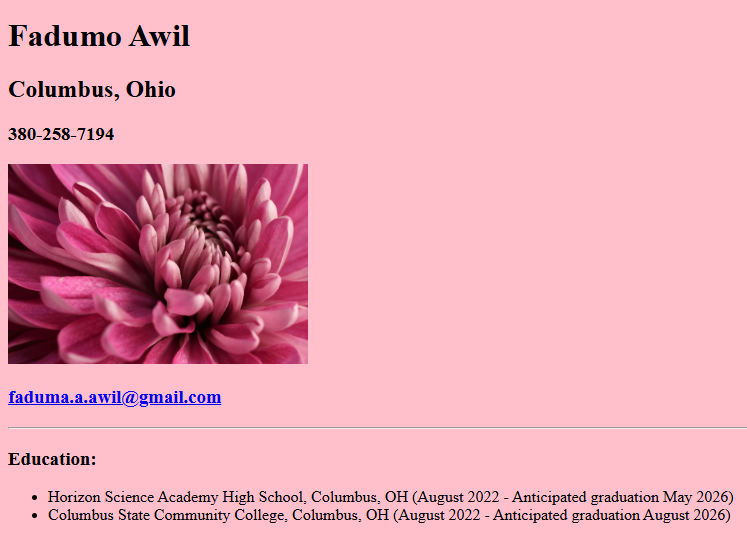 Fadumo Awil
Columbus, Ohio
380-258-7194
faduma.a.awil@gmail.com
Education:
• Horizon Science Academy High School, Columbus, OH (August 2022 - Anticipated graduation May 2026)
• Columbus State Community College, Columbus, OH (August 2022 - Anticipated graduation August 2026)